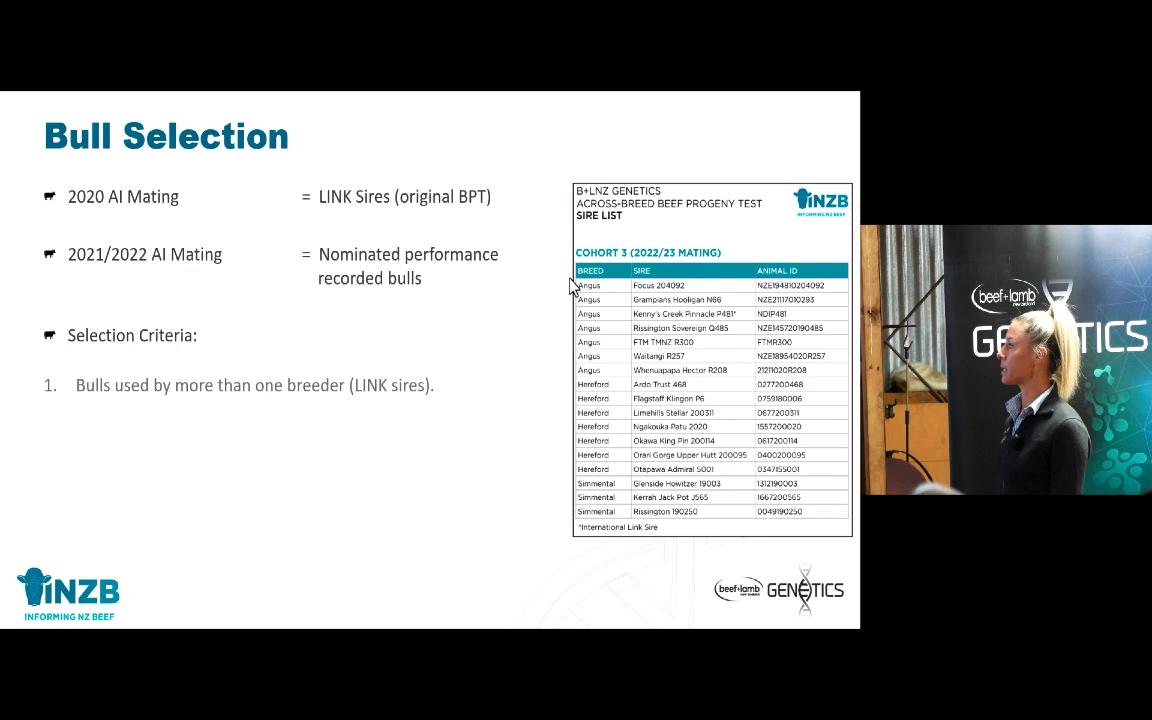 Bull Selection
2020 AI Mating = LINK Sires (original BPT)
2021/2022 AI Mating = Nominated performance
recorded bulls
Selection Criteria:
1. Bulls used by more than one breeder (LINK sires).
B+LNZ GENETICS
ACROSS-BREED BEEF PROGENY TEST
SIRE LIST
iNZB
INFORMING NZ BEEF
COHORT 3 (2022/23 MATING)
BREED SIRE ANIMAL ID
Angus Focus 204092 NZE194810204092
Angus Grampians Hooligan N66 NZE21117010293
Angus Kenny's Creek Pinnacle P481* NDIP481
Angus Rissington Sovereign Q485 NZE145720190485
Angus FTM TMNZ R300 FTMR300
Angus Waitangi R257 NZE18954020R257
Angus Whenuapapa Hector R208 21211020R208
Hereford Ardo Trust 468 0277200468
Hereford Flagstaff Klingon P6 0759180006
Hereford Limehills Stellar 200311 0677200311
Hereford Ngakouka Patu 2020 1557200020
Hereford Okawa King Pin 200114 0617200114
Hereford Orari Gorge Upper Hutt 200095 0400200095
Hereford Otapawa Admiral 5001 0347155001
Simmental Glenside Howitzer 19003 1312190003
Simmental Kerrah Jack Pot J565 1667200565
Simmental Rissington 190250 0049190250
*International Link Sire
iNZB
INFORMING NZ BEEF
beef+lamb
new zealand
GENETICS
beef+lamb
GENETICS